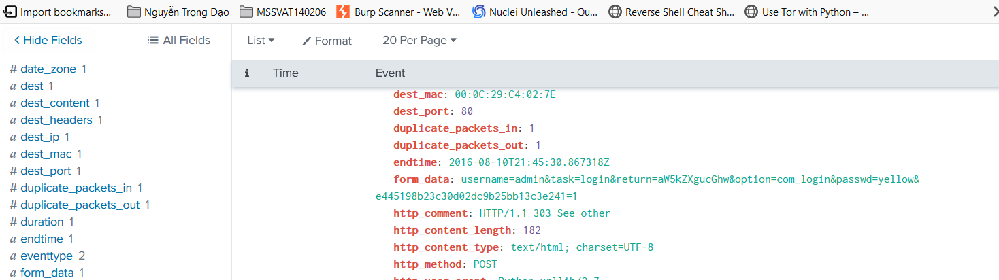 Import bookmarks... Nguyễn Trọng Đạo MSSVAT140206 Burp Scanner - Web V... Nuclei Unleashed - Qu... Reverse Shell Cheat Sh... Use Tor with Python – ...
Hide Fields All Fields List Format 20 Per Page
i Time Event
# date_zone 1
a dest 1
a dest_content 1
a dest_headers 1
a dest_ip 1
a dest_mac 1
# dest_port 1
# duplicate_packets_in 1
# duplicate_packets_out 1
# duration 1
a endtime 1
a eventtype 2
a form_data 1
dest_mac: 00:0C:29:C4:02:7E
dest_port: 80
duplicate_packets_in: 1
duplicate_packets_out: 1
endtime: 2016-08-10T21:45:30.867318Z
form_data: username=admin&task=login&return=aW5kZXgucGhw&option=com_login&passwd=yellow&
e445198b23c30d02dc9b25bb13c3e241=1
http_comment: HTTP/1.1 303 See other
http_content_length: 182
http_content_type: text/html; charset=UTF-8
http_method: POST
http_user_agent: Python-urllib/2.7